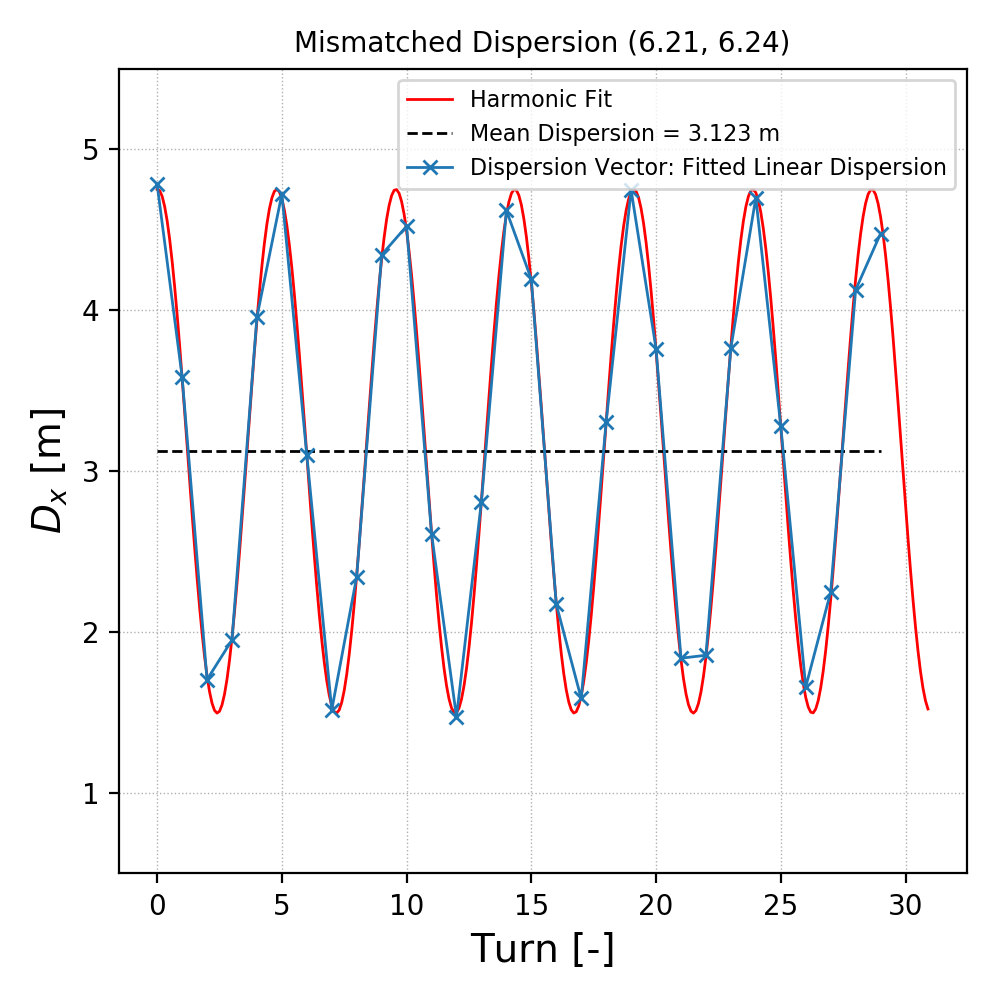 Mismatched Dispersion (6.21, 6.24)
Harmonic Fit
Mean Dispersion = 3.123 m
Dispersion Vector: Fitted Linear Dispersion
5
4
3
2
1
D_x [m]
0 5 10 15 20 25 30
Turn [-]